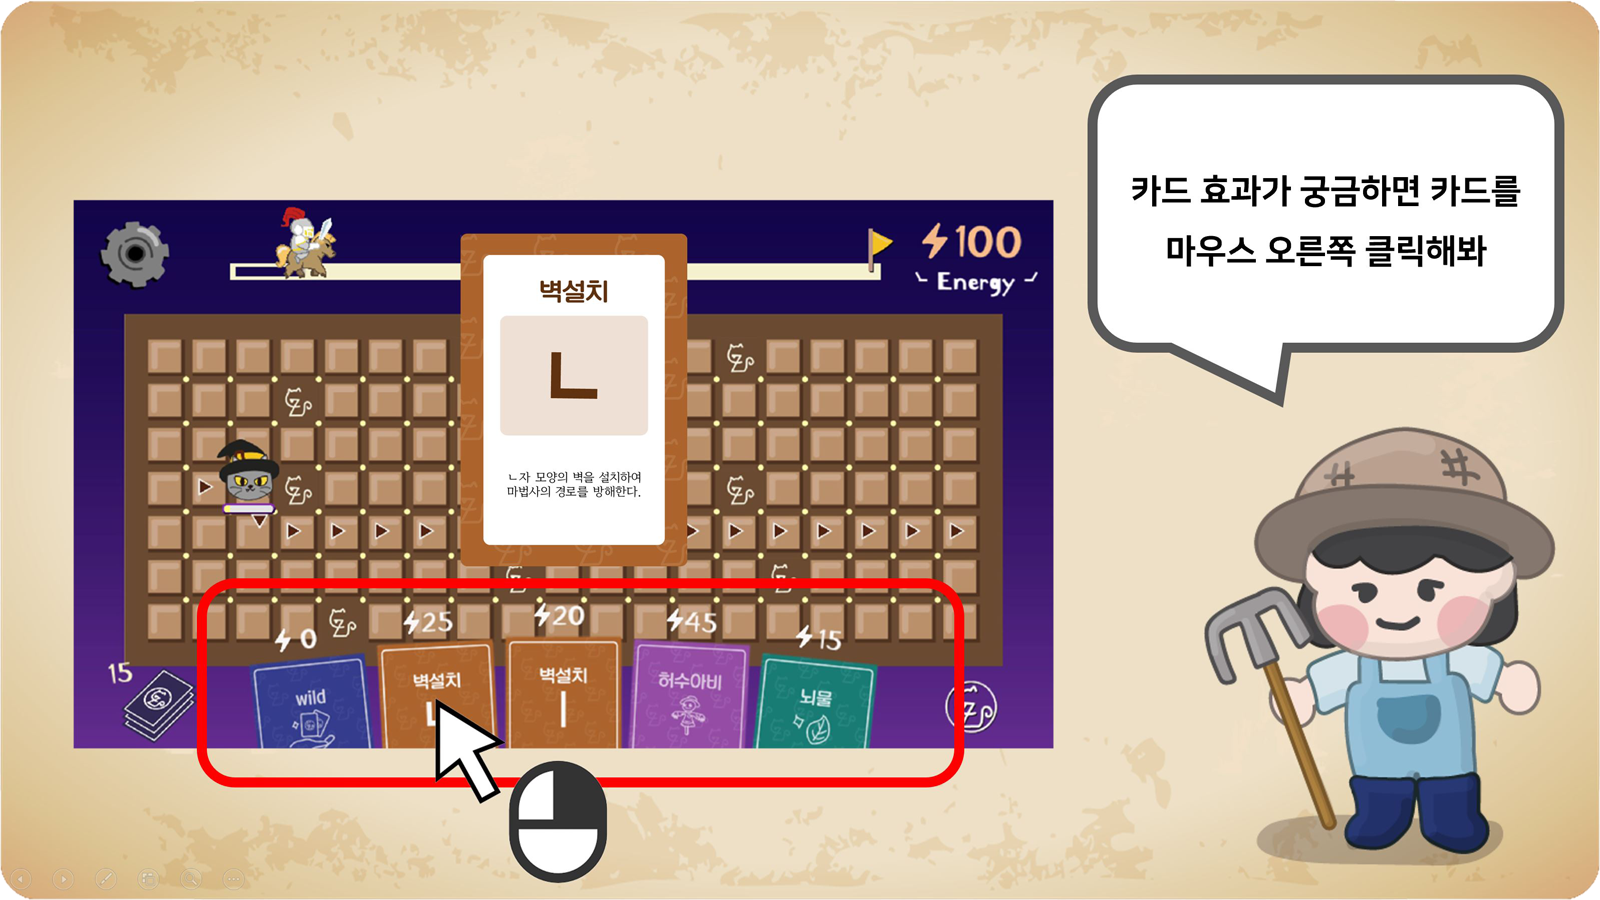 카드 효과가 궁금하면 카드를
마우스 오른쪽 클릭해봐
100
Energy
벽설치
ㄴ
ㄴ자 모양의 벽을 설치하여
마법사의 경로를 방해한다.
0
25
20
45
15
15
wild
벽설치
ㄴ
벽설치
ㅣ
허수아비
뇌물